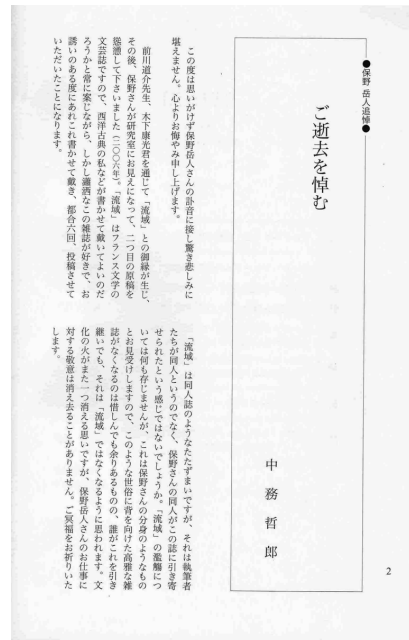 ●保野岳人追悼●
ご逝去を悼む
中務哲郎
この度は思いがけず保野岳人さんの訃音に接し驚き悲しみに
堪えません。心よりお悔やみ申し上げます。
前川道介先生、木下康光君を通じて「流域」との御縁が生じ、
その後、保野さんが研究室にお見えになって、二つ目の原稿を
慫慂して下さいました(二〇〇六年)。「流域」はフランス文学の
文芸誌ですので、西洋古典の私などが書かせて戴いてよいのだ
ろうかと常に案じながら、しかし瀟洒なこの雑誌が好きで、お
誘いのある度にあれこれ書かせて戴き、都合六回、投稿させて
いただいたことになります。
「流域」は同人誌のようなたたずまいですが、それは執筆者
たちが同人というのでなく、保野さんの同人がこの誌に引き寄
せられたという感じではないでしょうか。「流域」の濫觴につ
いては何も存じませんが、これは保野さんの分身のようなもの
とお見受けしますので、このような世俗に背を向けた高雅な雑
誌がなくなるのは惜しんでも余りあるものの、誰がこれを引き
継いでも、それは「流域」ではなくなるように思われます。文
化の火がまた一つ消える思いですが、保野岳人さんのお仕事に
対する敬意は消え去ることがありません。ご冥福をお祈りいた
します。
2